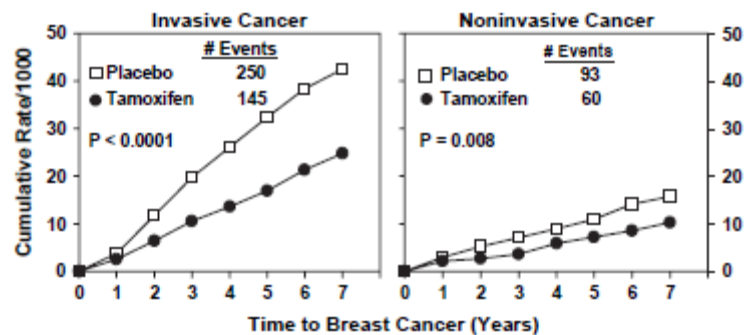 Invasive Cancer
# Events
Placebo 250
Tamoxifen 145
P < 0.0001
Cumulative Rate/1000
50
40
30
20
10
0
0 1 2 3 4 5 6 7
Noninvasive Cancer
# Events
Placebo 93
Tamoxifen 60
P = 0.008
50
40
30
20
10
0
0 1 2 3 4 5 6 7
Time to Breast Cancer (Years)